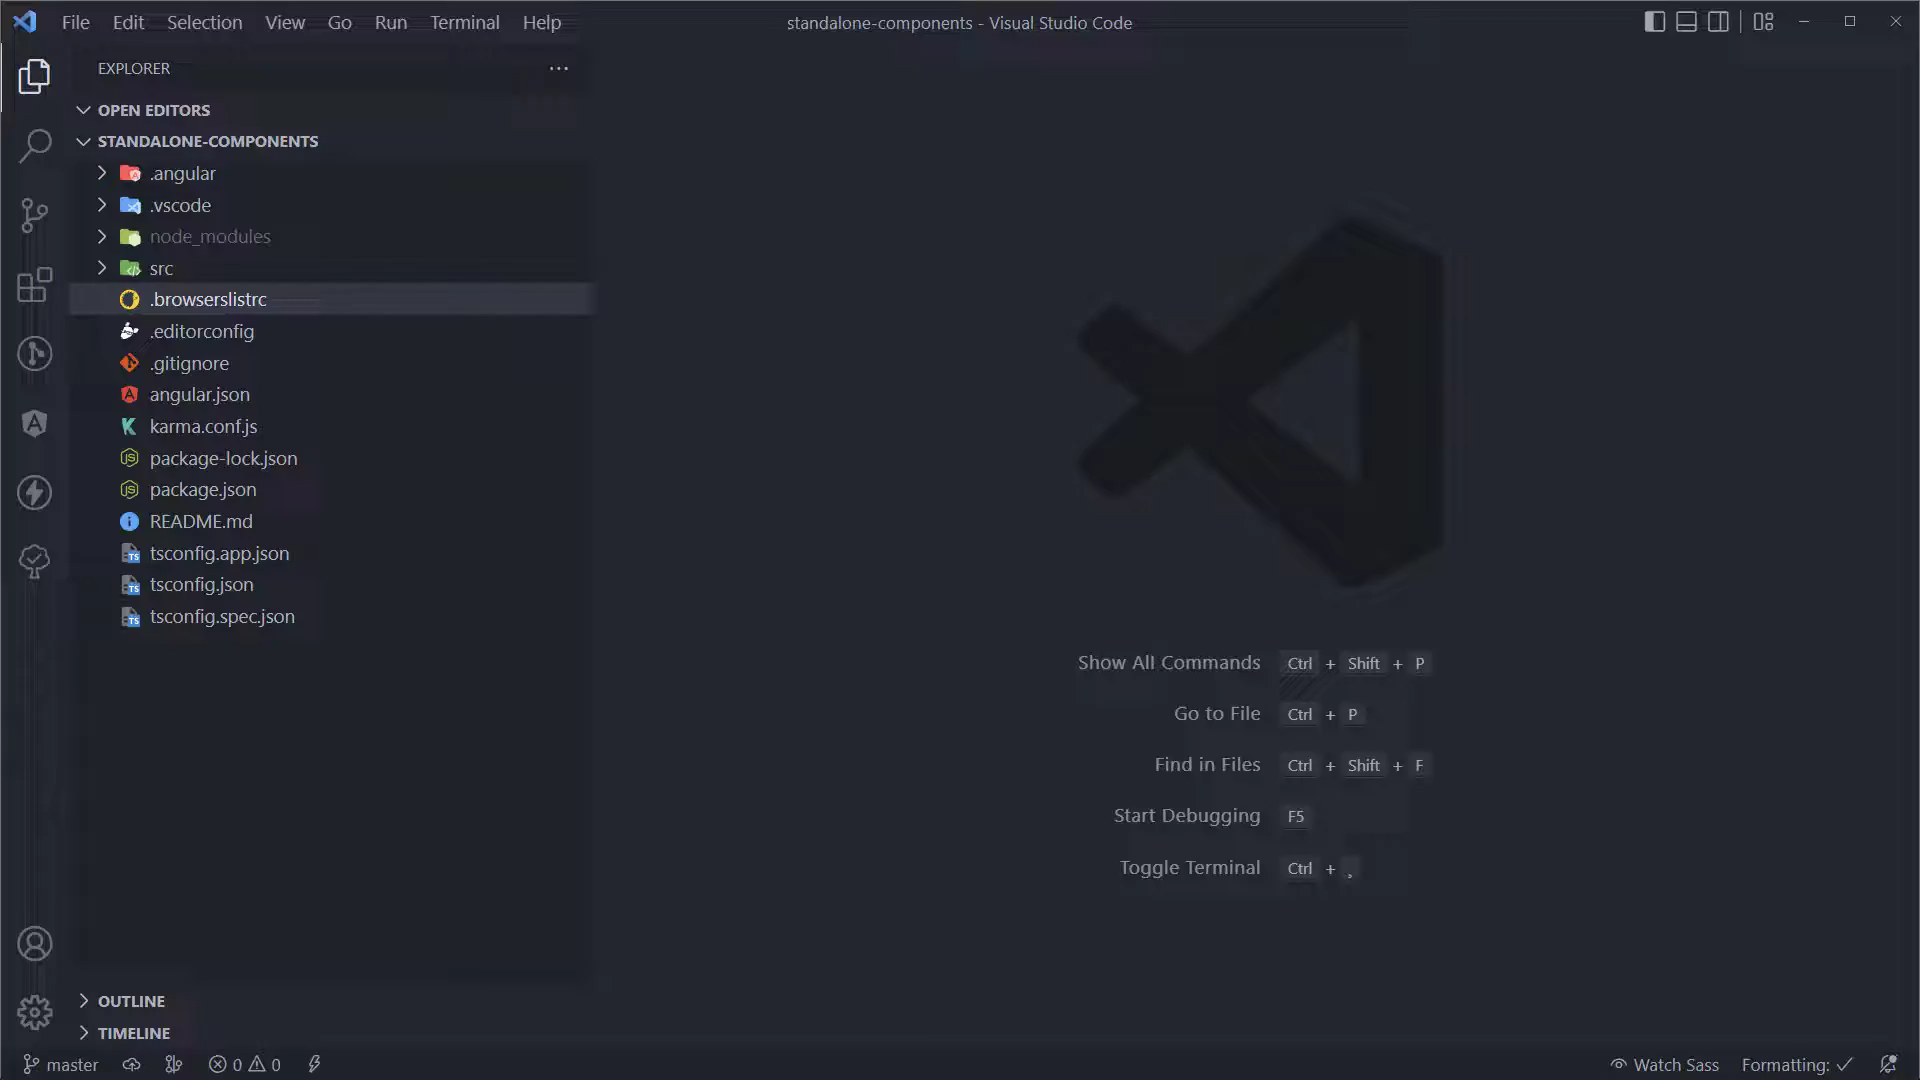 File Edit Selection View Go Run Terminal Help
standalone-components - Visual Studio Code
EXPLORER
OPEN EDITORS
STANDALONE-COMPONENTS
.angular
.vscode
node_modules
src
.browserslistrc
.editorconfig
.gitignore
angular.json
karma.conf.js
package-lock.json
package.json
README.md
tsconfig.app.json
tsconfig.json
tsconfig.spec.json
OUTLINE
TIMELINE
Show All Commands Ctrl + Shift + P
Go to File Ctrl + P
Find in Files Ctrl + Shift + F
Start Debugging F5
Toggle Terminal Ctrl + ¸
master 0 0
Watch Sass Formatting: ✓